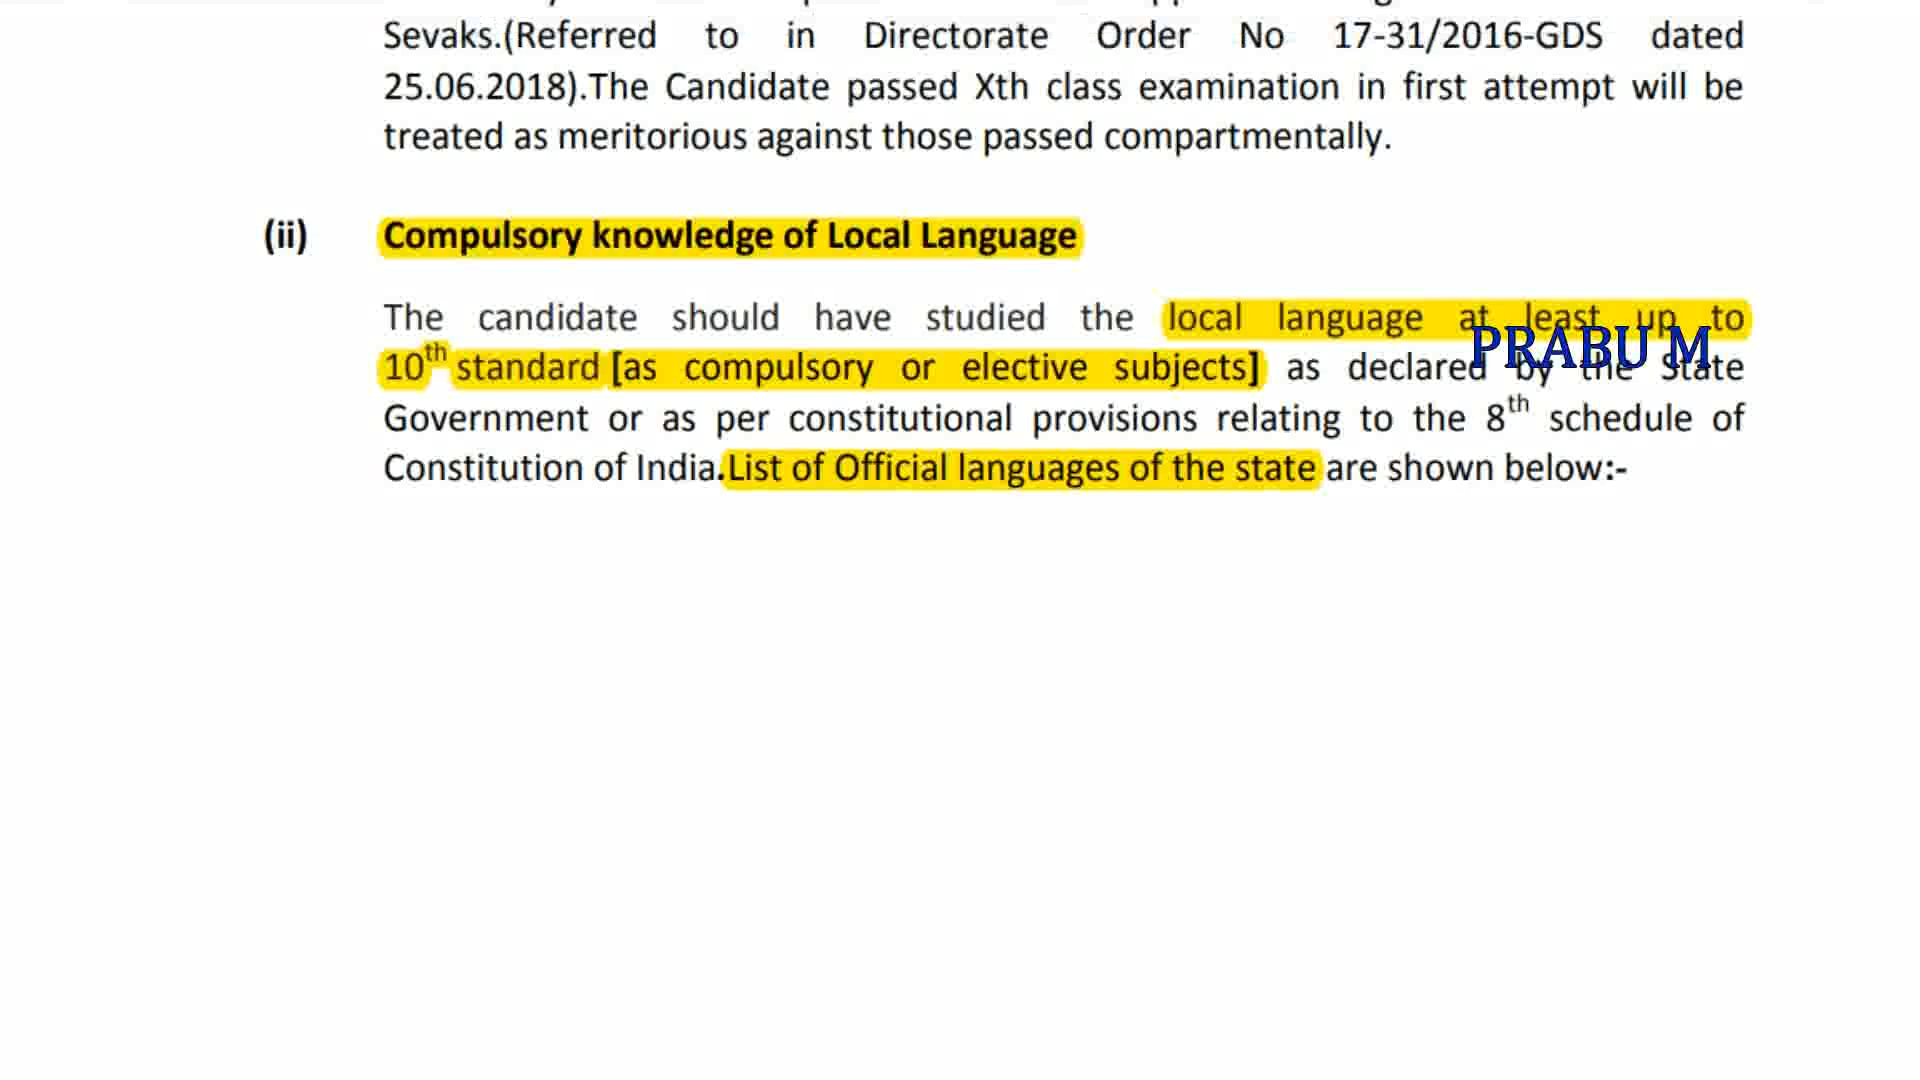 Sevaks.(Referred to in Directorate Order No 17-31/2016-GDS dated
25.06.2018).The Candidate passed Xth class examination in first attempt will be
treated as meritorious against those passed compartmentally.
(ii) Compulsory knowledge of Local Language
The candidate should have studied the local language at least up to
PRABU M
10th standard [as compulsory or elective subjects] as declared by the State
Government or as per constitutional provisions relating to the 8th schedule of
Constitution of India.List of Official languages of the state are shown below:-